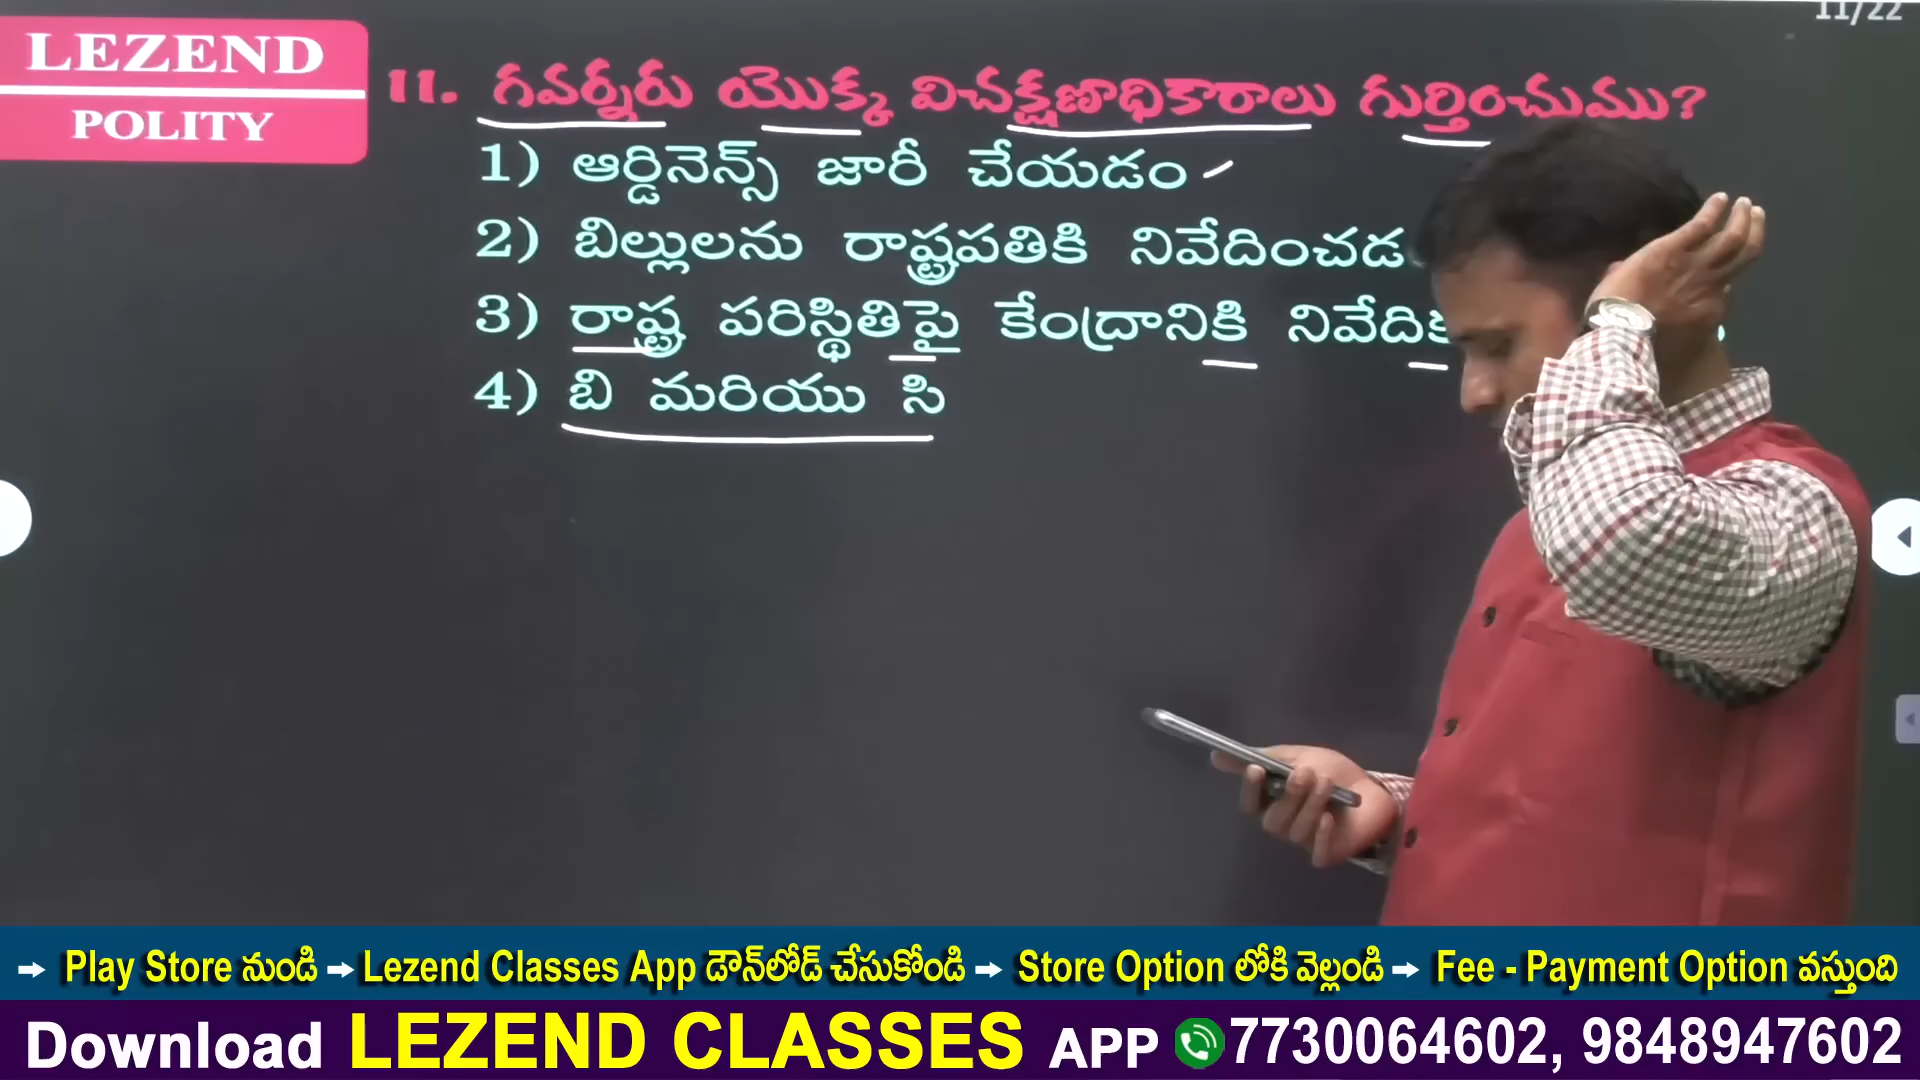 11/22
LEZEND
POLITY
11. గవర్నరు యొక్క విచక్షణాధికారాలు గుర్తించుము?
1) ఆర్డినెన్స్ జారీ చేయడం
2) బిల్లులను రాష్ట్రపతికి
3) రాష్ట్ర పరిస్థితిపై కేంద్రానికి
4) బి మరియు సి
→ Play Store నుండి → Lezend Classes App డౌన్‌లోడ్ చేసుకోండి → Store Option లోకి వెల్లండి → Fee - Payment Option వస్తుంది
Download LEZEND CLASSES APP 7730064602, 9848947602